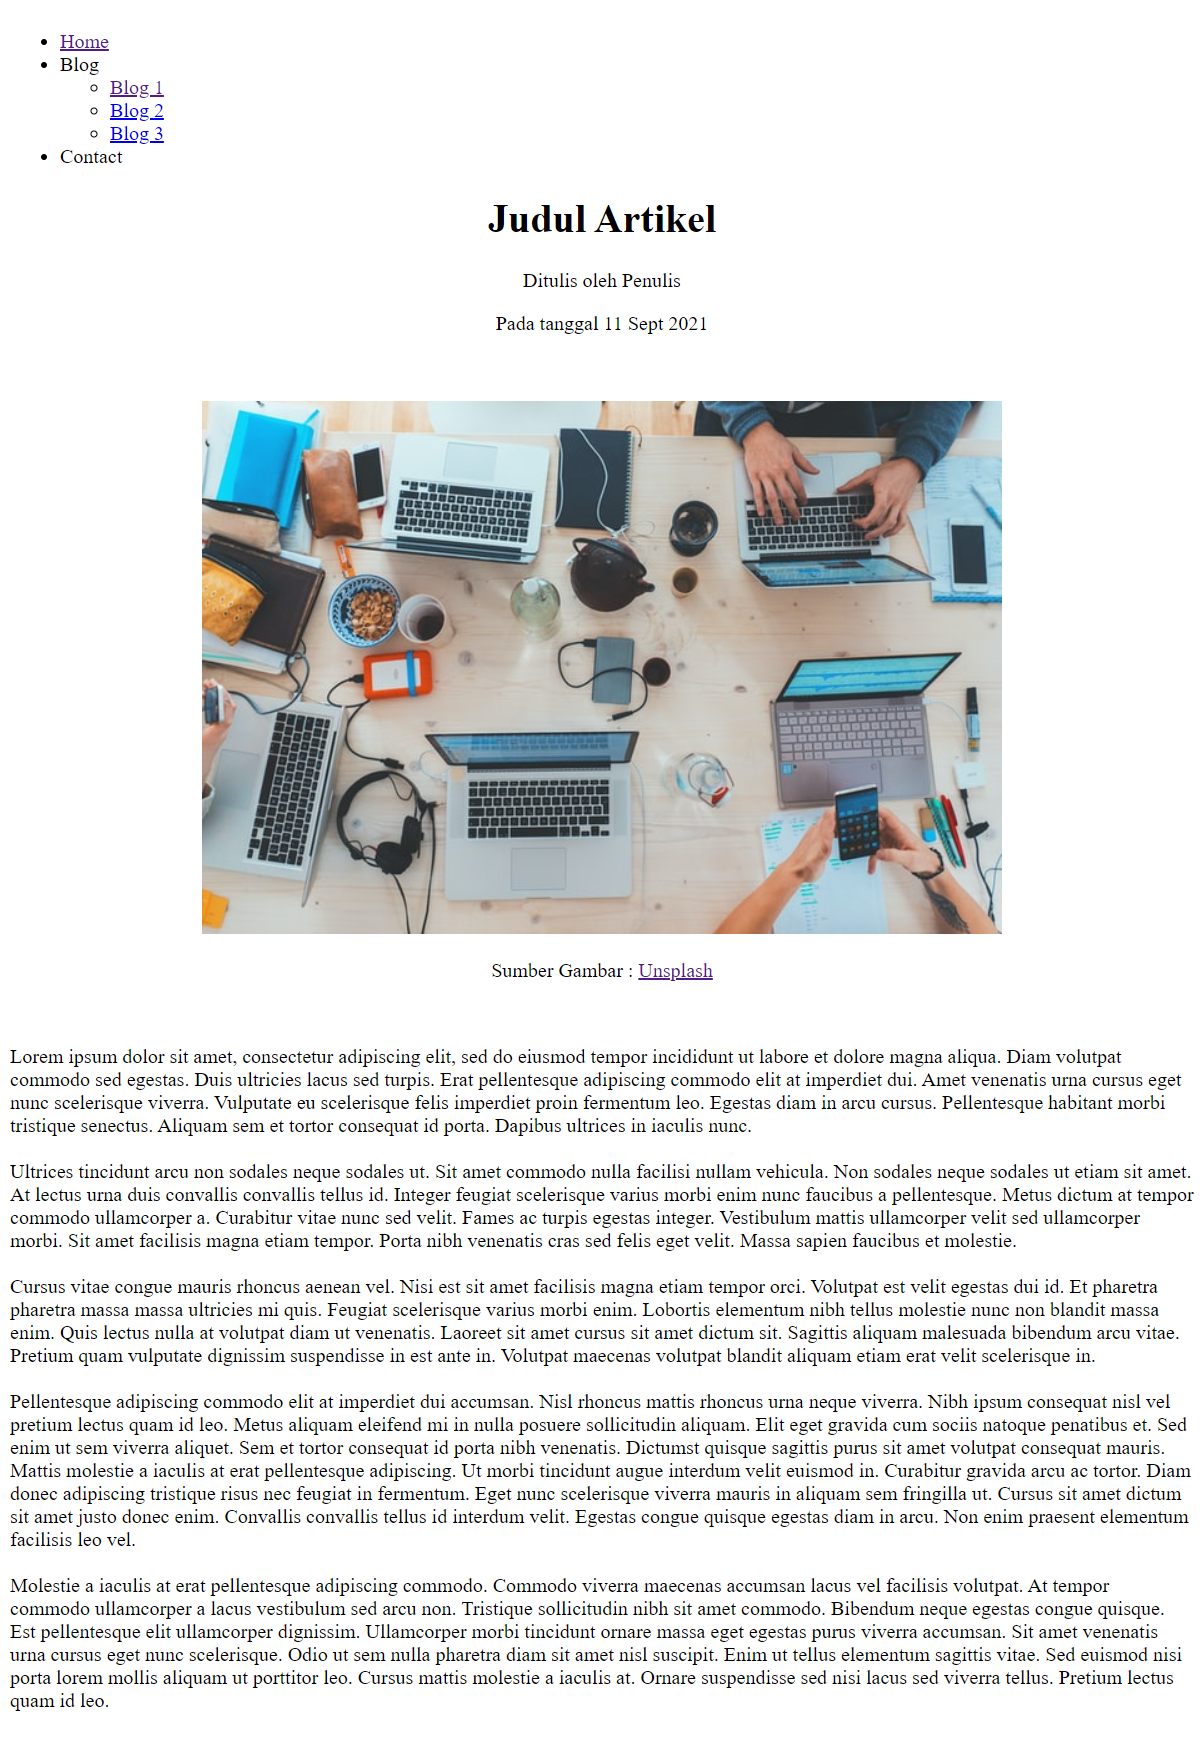 Home
Blog
Blog 1
Blog 2
Blog 3
Contact
Judul Artikel
Ditulis oleh Penulis
Pada tanggal 11 Sept 2021
Sumber Gambar : Unsplash
Lorem ipsum dolor sit amet, consectetur adipiscing elit, sed do eiusmod tempor incididunt ut labore et dolore magna aliqua. Diam volutpat
commodo sed egestas. Duis ultricies lacus sed turpis. Erat pellentesque adipiscing commodo elit at imperdiet dui. Amet venenatis urna cursus eget
nunc scelerisque viverra. Vulputate eu scelerisque felis imperdiet proin fermentum leo. Egestas diam in arcu cursus. Pellentesque habitant morbi
tristique senectus. Aliquam sem et tortor consequat id porta. Dapibus ultrices in iaculis nunc.
Ultrices tincidunt arcu non sodales neque sodales ut. Sit amet commodo nulla facilisi nullam vehicula. Non sodales neque sodales ut etiam sit amet.
At lectus urna duis convallis convallis tellus id. Integer feugiat scelerisque varius morbi enim nunc faucibus a pellentesque. Metus dictum at tempor
commodo ullamcorper a. Curabitur vitae nunc sed velit. Fames ac turpis egestas integer. Vestibulum mattis ullamcorper velit sed ullamcorper
morbi. Sit amet facilisis magna etiam tempor. Porta nibh venenatis cras sed felis eget velit. Massa sapien faucibus et molestie.
Cursus vitae congue mauris rhoncus aenean vel. Nisi est sit amet facilisis magna etiam tempor orci. Volutpat est velit egestas dui id. Et pharetra
pharetra massa massa ultricies mi quis. Feugiat scelerisque varius morbi enim. Lobortis elementum nibh tellus molestie nunc non blandit massa
enim. Quis lectus nulla at volutpat diam ut venenatis. Laoreet sit amet cursus sit amet dictum sit. Sagittis aliquam malesuada bibendum arcu vitae.
Pretium quam vulputate dignissim suspendisse in est ante in. Volutpat maecenas volutpat blandit aliquam etiam erat velit scelerisque in.
Pellentesque adipiscing commodo elit at imperdiet dui accumsan. Nisl rhoncus mattis rhoncus urna neque viverra. Nibh ipsum consequat nisl vel
pretium lectus quam id leo. Metus aliquam eleifend mi in nulla posuere sollicitudin aliquam. Elit eget gravida cum sociis natoque penatibus et. Sed
enim ut sem viverra aliquet. Sem et tortor consequat id porta nibh venenatis. Dictumst quisque sagittis purus sit amet volutpat consequat mauris.
Mattis molestie a iaculis at erat pellentesque adipiscing. Ut morbi tincidunt augue interdum velit euismod in. Curabitur gravida arcu ac tortor. Diam
donec adipiscing tristique risus nec feugiat in fermentum. Eget nunc scelerisque viverra mauris in aliquam sem fringilla ut. Cursus sit amet dictum
sit amet justo donec enim. Convallis convallis tellus id interdum velit. Egestas congue quisque egestas diam in arcu. Non enim praesent elementum
facilisis leo vel.
Molestie a iaculis at erat pellentesque adipiscing commodo. Commodo viverra maecenas accumsan lacus vel facilisis volutpat. At tempor
commodo ullamcorper a lacus vestibulum sed arcu non. Tristique sollicitudin nibh sit amet commodo. Bibendum neque egestas congue quisque.
Est pellentesque elit ullamcorper dignissim. Ullamcorper morbi tincidunt ornare massa eget egestas purus viverra accumsan. Sit amet venenatis
urna cursus eget nunc scelerisque. Odio ut sem nulla pharetra diam sit amet nisl suscipit. Enim ut tellus elementum sagittis vitae. Sed euismod nisi
porta lorem mollis aliquam ut porttitor leo. Cursus mattis molestie a iaculis at. Ornare suspendisse sed nisi lacus sed viverra tellus. Pretium lectus
quam id leo.